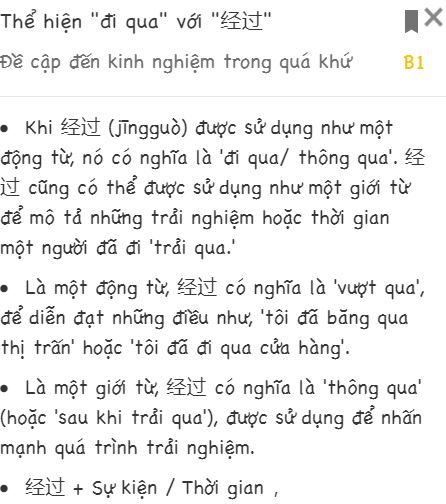 Thể hiện "đi qua" với "经过"
Đề cập đến kinh nghiệm trong quá khứ B1
• Khi 经过 (jīngguò) được sử dụng như một
động từ, nó có nghĩa là 'đi qua/ thông qua'. 经
过 cũng có thể được sử dụng như một giới từ
để mô tả những trải nghiệm hoặc thời gian
một người đã đi 'trải qua.'
• Là một động từ, 经过 có nghĩa là 'vượt qua',
để diễn đạt những điều như, 'tôi đã băng qua
thị trấn' hoặc 'tôi đã đi qua cửa hàng'.
• Là một giới từ, 经过 có nghĩa là 'thông qua'
(hoặc 'sau khi trải qua'), được sử dụng để nhấn
mạnh quá trình trải nghiệm.
• 经过 + Sự kiện / Thời gian ,